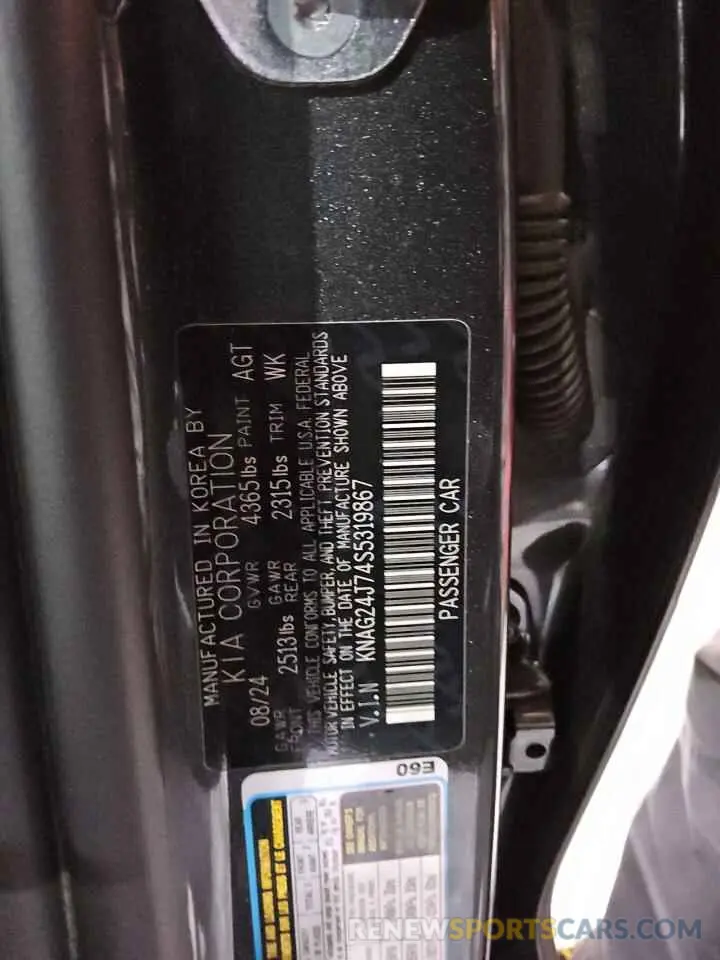 MANUFACTURED IN KOREA BY
KIA CORPORATION
08/24 GVWR 4365lbs PAINT AGT
GAWR FRONT 2513lbs GAWR REAR 2315lbs TRIM WK
THIS VEHICLE CONFORMS TO ALL APPLICABLE U.S.A. FEDERAL
MOTOR VEHICLE SAFETY, BUMPER, AND THEFT PREVENTION STANDARDS
IN EFFECT ON THE DATE OF MANUFACTURE SHOWN ABOVE
V.I.N KNAG24J74S5319867
PASSENGER CAR
E60
RENEWSPORTSCARS.COM